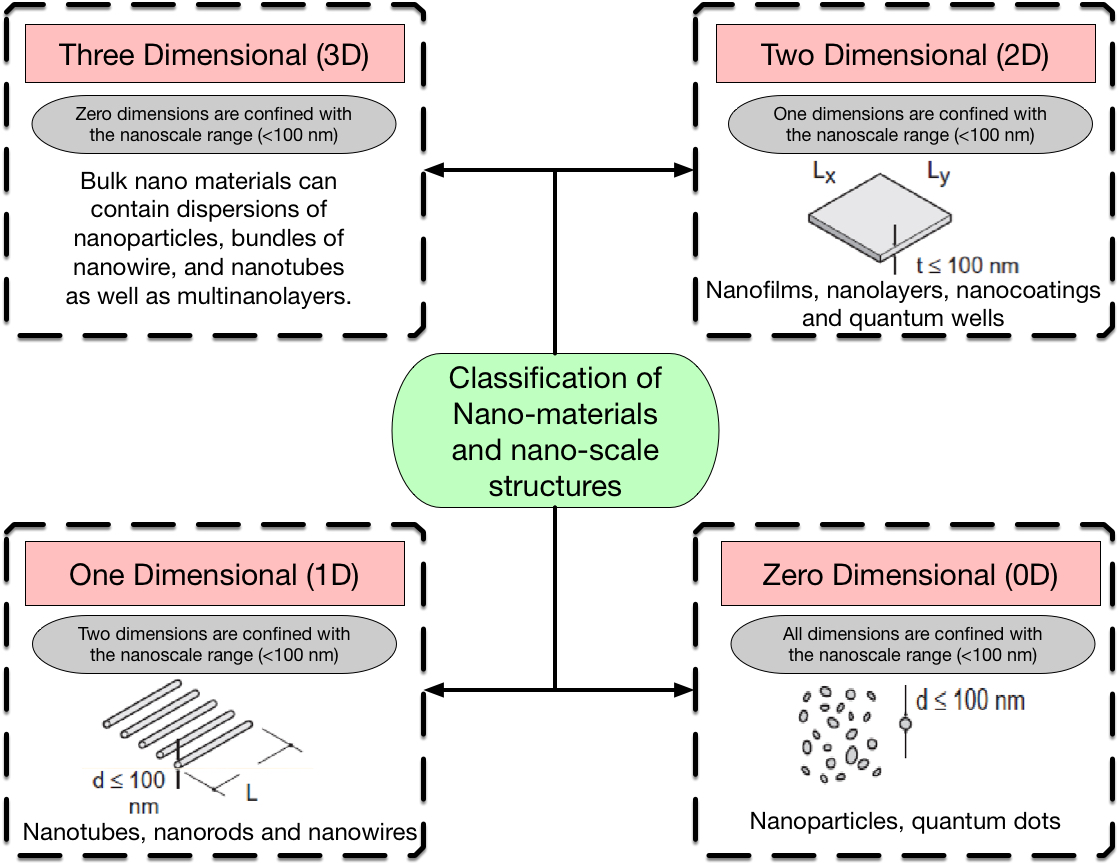 Three Dimensional (3D)
Zero dimensions are confined with
the nanoscale range (<100 nm)
Bulk nano materials can
contain dispersions of
nanoparticles, bundles of
nanowire, and nanotubes
as well as multinanolayers.
Two Dimensional (2D)
One dimensions are confined with
the nanoscale range (<100 nm)
Lx Ly
t ≤ 100 nm
Nanofilms, nanolayers, nanocoatings
and quantum wells
Classification of
Nano-materials
and nano-scale
structures
One Dimensional (1D)
Two dimensions are confined with
the nanoscale range (<100 nm)
d ≤ 100
nm
L
Nanotubes, nanorods and nanowires
Zero Dimensional (0D)
All dimensions are confined with
the nanoscale range (<100 nm)
d ≤ 100 nm
Nanoparticles, quantum dots